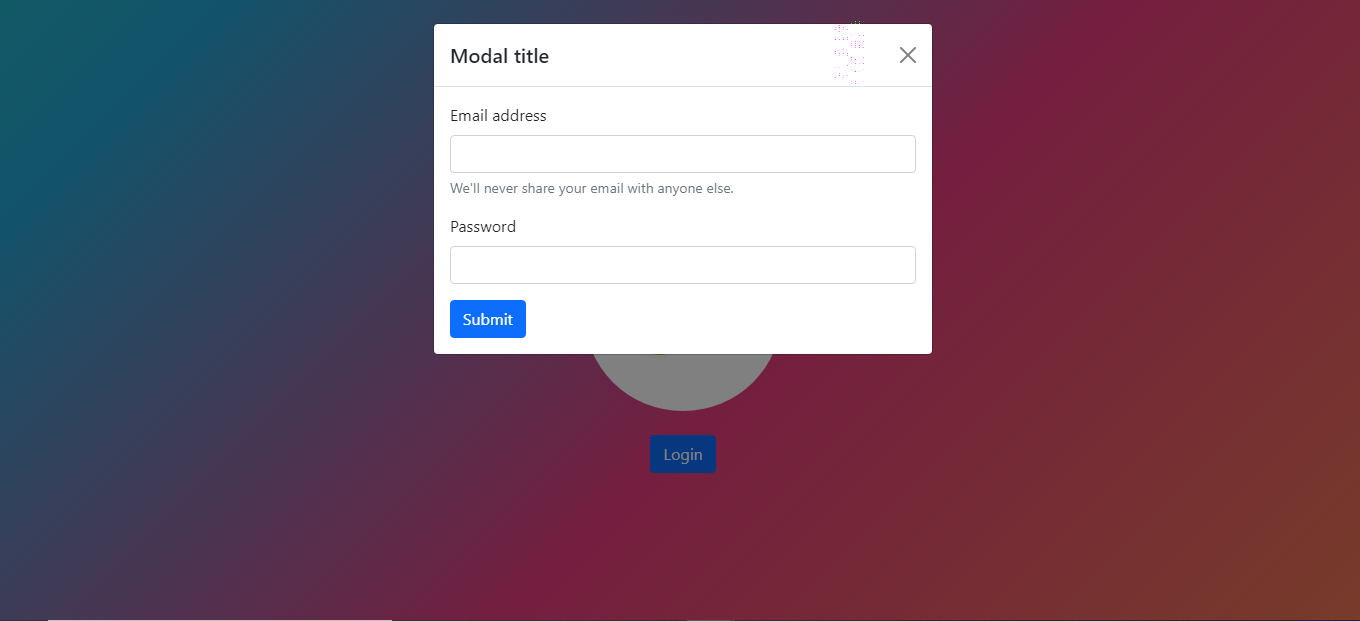 Modal title
Email address
We'll never share your email with anyone else.
Password
Submit
Login